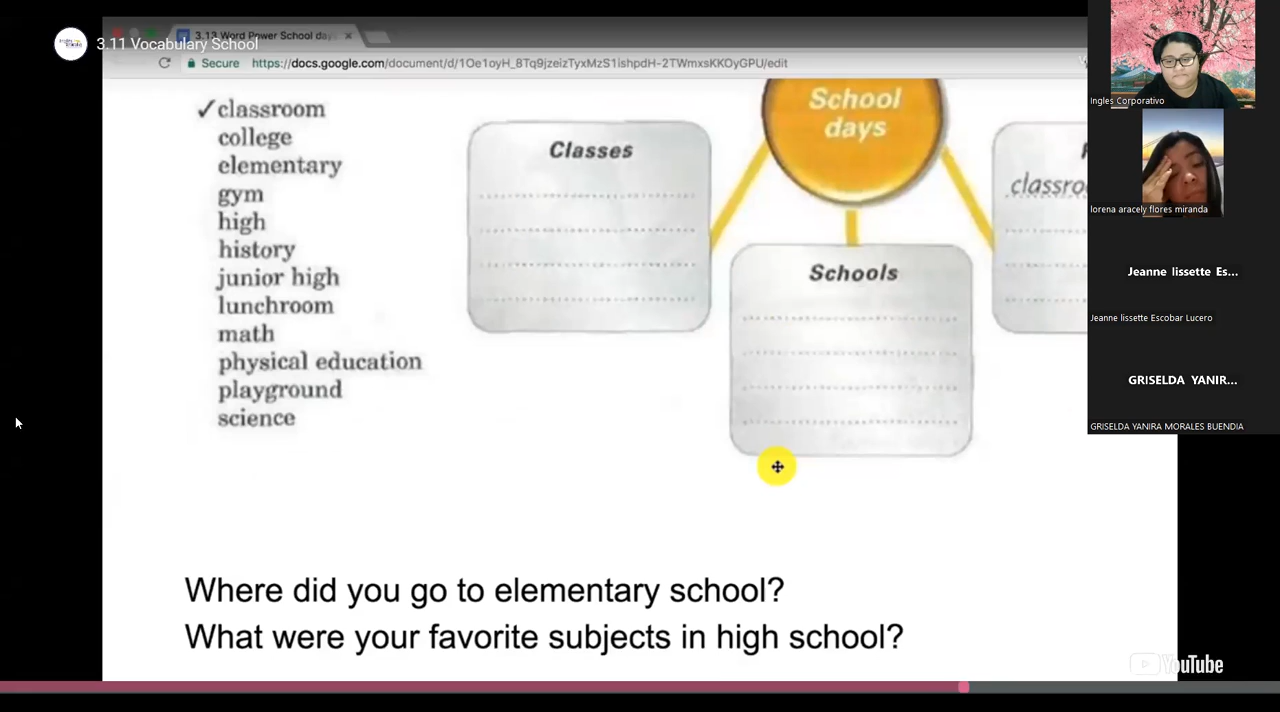 3.13 Word Power School day
3.11 Vocabulary School
Secure https://docs.google.com/document/d/1Oe1oyH_8Tq9jzeizTyxMzS1ishpdH-2TWmxsKKOyGPU/edit
✓classroom
college
elementary
gym
high
history
junior high
lunchroom
math
physical education
playground
science
Classes
School
days
Schools
classro
Where did you go to elementary school?
What were your favorite subjects in high school?
Ingles Corporativo
lorena aracely flores miranda
Jeanne lissette Es...
Jeanne lissette Escobar Lucero
GRISELDA YANIR...
GRISELDA YANIRA MORALES BUENDIA
YouTube